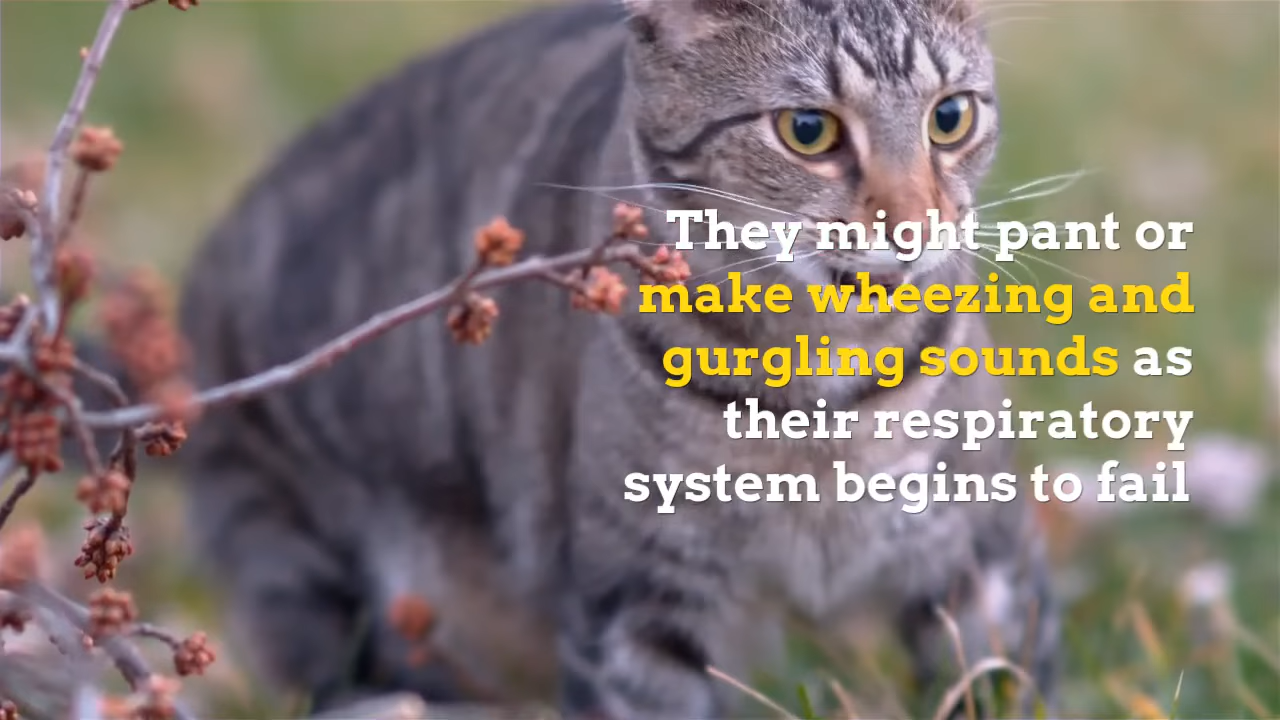 They might pant or
make wheezing and
gurgling sounds as
their respiratory
system begins to fail